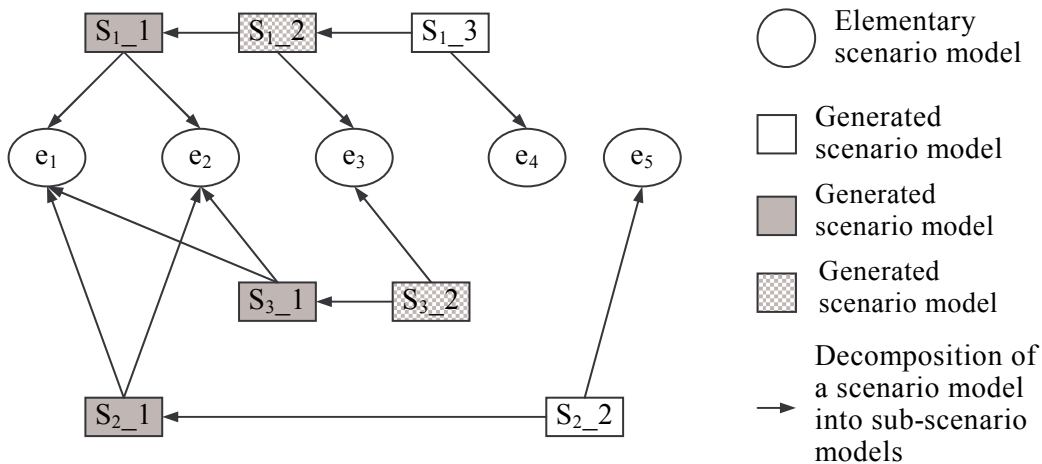 S₁_1
S₁_2
S₁_3
e₁
e₂
e₃
e₄
e₅
S₃_1
S₃_2
S₂_1
S₂_2
Elementary
scenario model
Generated
scenario model
Generated
scenario model
Generated
scenario model
Decomposition of
a scenario model
into sub-scenario
models